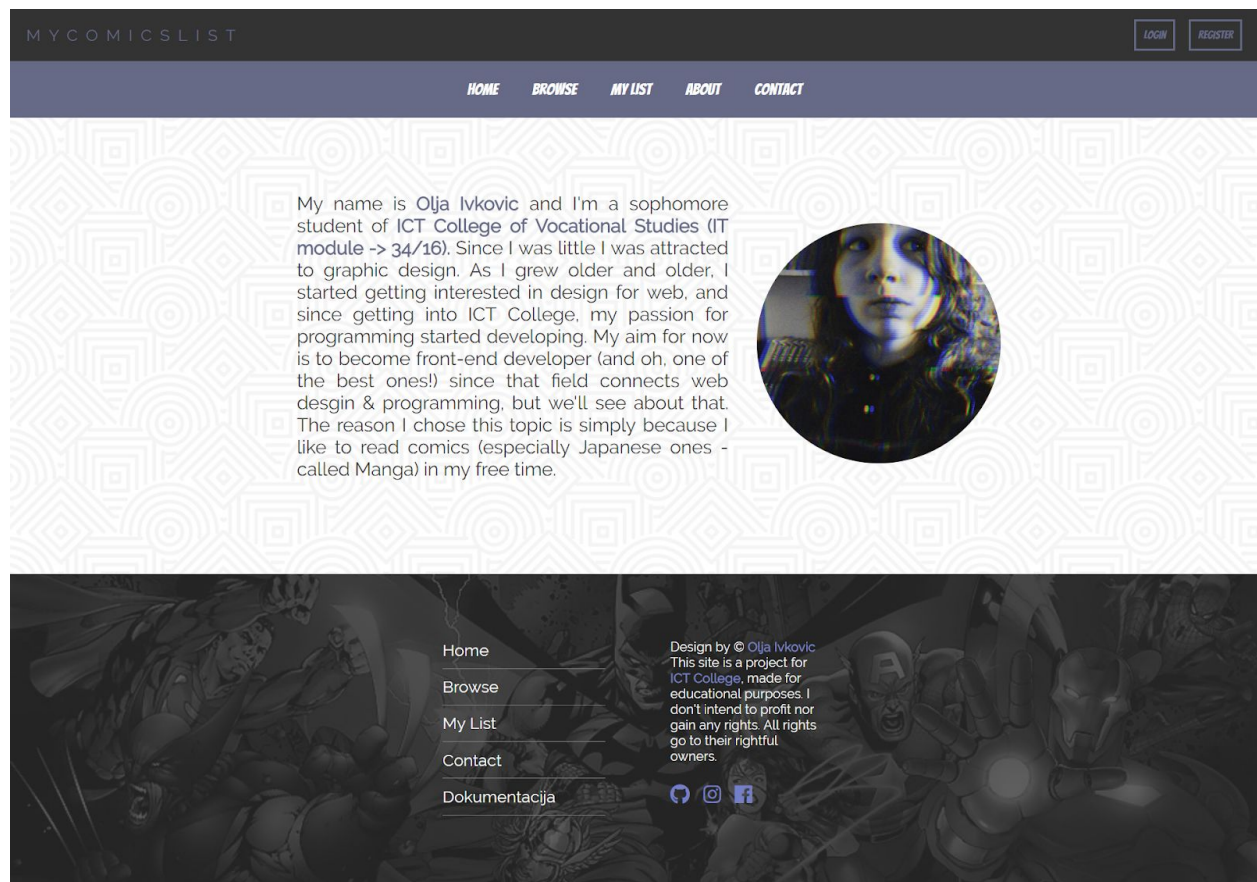 MYCOMICSLIST
LOGIN
REGISTER
HOME
BROWSE
MY LIST
ABOUT
CONTACT
My name is Olja Ivkovic and I'm a sophomore
student of ICT College of Vocational Studies (IT
module -> 34/16). Since I was little I was attracted
to graphic design. As I grew older and older, I
started getting interested in design for web, and
since getting into ICT College, my passion for
programming started developing. My aim for now
is to become front-end developer (and oh, one of
the best ones!) since that field connects web
desgin & programming, but we'll see about that.
The reason I chose this topic is simply because I
like to read comics (especially Japanese ones -
called Manga) in my free time.
Home
Browse
My List
Contact
Dokumentacija
Design by © Olja Ivkovic
This site is a project for
ICT College, made for
educational purposes. I
don't intend to profit nor
gain any rights. All rights
go to their rightful
owners.